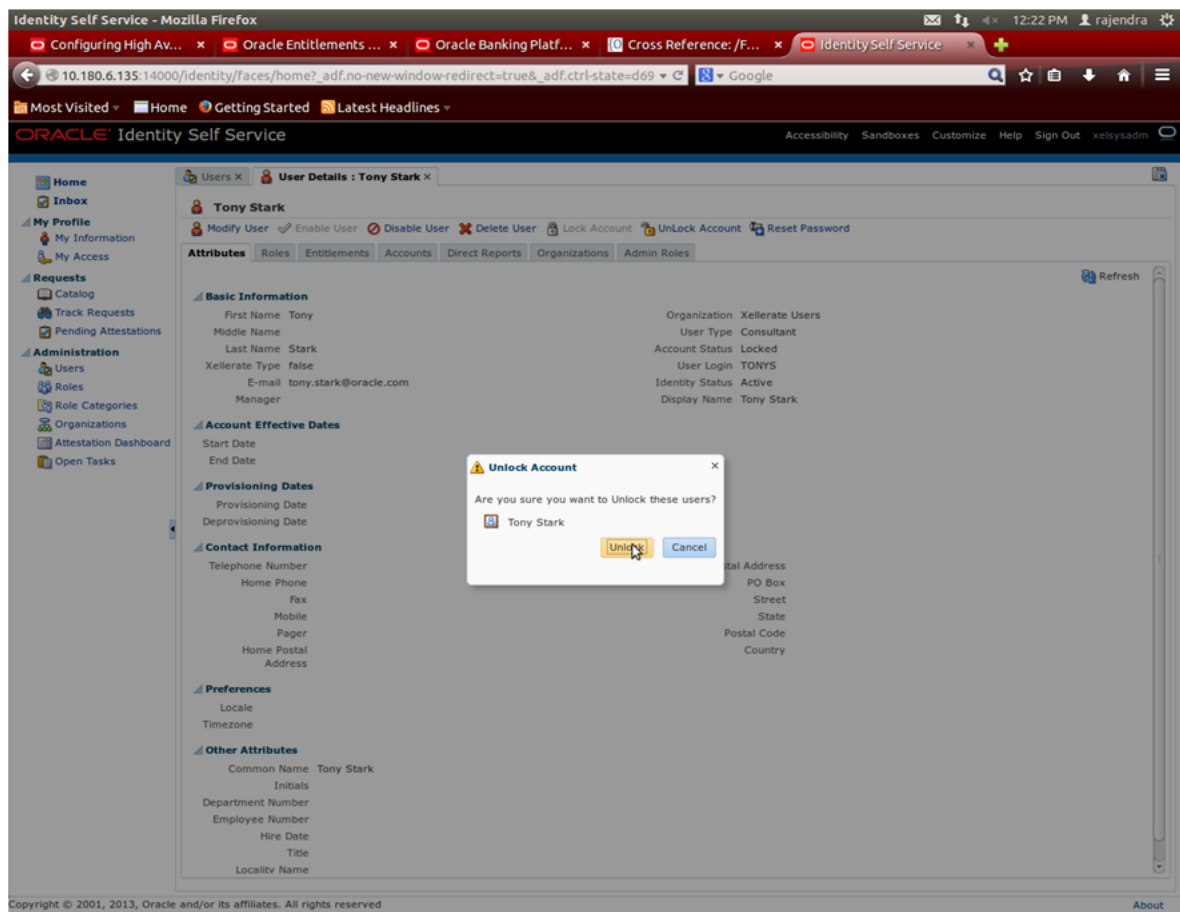 Identity Self Service - Mozilla Firefox
12:22 PM rajendra
Configuring High Av... × Oracle Entitlements ... × Oracle Banking Platf... × Cross Reference: /F... × Identity Self Service ×
10.180.6.135:14000/identity/faces/home?_adf.no-new-window-redirect=true&_adf.ctrl-state=d69 Google
Most Visited Home Getting Started Latest Headlines
ORACLE Identity Self Service
Accessibility Sandboxes Customize Help Sign Out xelsysadm
Home
Inbox
My Profile
My Information
My Access
Requests
Catalog
Track Requests
Pending Attestations
Administration
Users
Roles
Role Categories
Organizations
Attestation Dashboard
Open Tasks
Users × User Details : Tony Stark ×
Tony Stark
Modify User Enable User Disable User Delete User Lock Account UnLock Account Reset Password
Attributes Roles Entitlements Accounts Direct Reports Organizations Admin Roles
Refresh
Basic Information
First Name Tony
Middle Name
Last Name Stark
Xellerate Type false
E-mail tony.stark@oracle.com
Manager
Organization Xellerate Users
User Type Consultant
Account Status Locked
User Login TONYS
Identity Status Active
Display Name Tony Stark
Account Effective Dates
Start Date
End Date
Provisioning Dates
Provisioning Date
Deprovisioning Date
Unlock Account ×
Are you sure you want to Unlock these users?
Tony Stark
Unlock Cancel
Contact Information
Telephone Number
Home Phone
Fax
Mobile
Pager
Home Postal
Address
tal Address
PO Box
Street
State
Postal Code
Country
Preferences
Locale
Timezone
Other Attributes
Common Name Tony Stark
Initials
Department Number
Employee Number
Hire Date
Title
Locality Name
Copyright © 2001, 2013, Oracle and/or its affiliates. All rights reserved
About